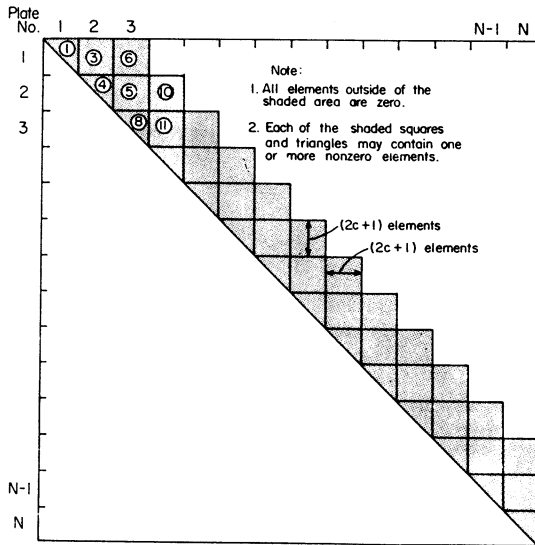 Plate
No. 1 2 3 N-1 N
1 ① ③ ⑥
2 ④ ⑤ ⑩
3 ⑧ ⑪
Note:
1. All elements outside of the
shaded area are zero.
2. Each of the shaded squares
and triangles may contain one
or more nonzero elements.
(2c+1) elements
(2c+1) elements
N-1
N